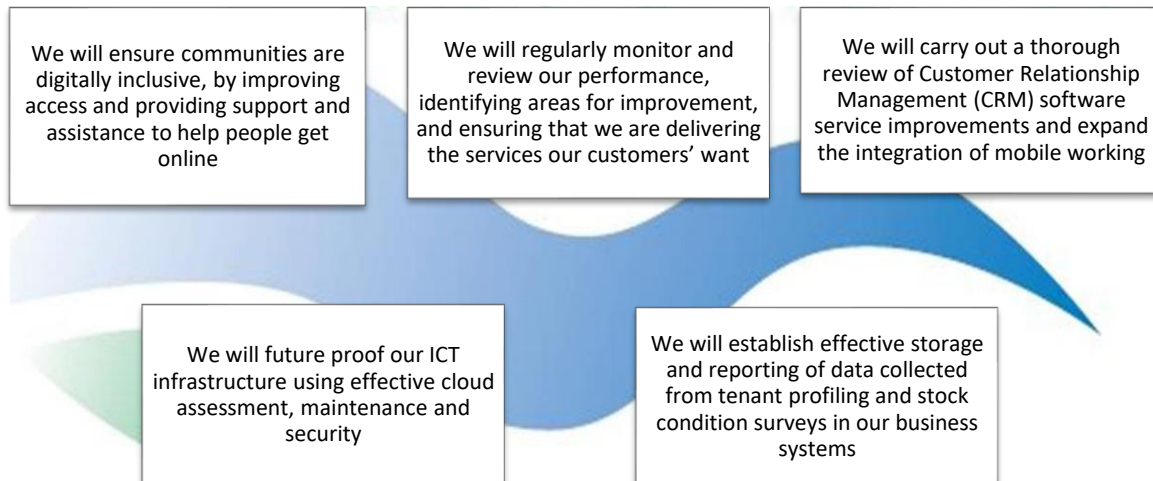 We will ensure communities are
digitally inclusive, by improving
access and providing support and
assistance to help people get
online
We will regularly monitor and
review our performance,
identifying areas for improvement,
and ensuring that we are delivering
the services our customers’ want
We will carry out a thorough
review of Customer Relationship
Management (CRM) software
service improvements and expand
the integration of mobile working
We will future proof our ICT
infrastructure using effective cloud
assessment, maintenance and
security
We will establish effective storage
and reporting of data collected
from tenant profiling and stock
condition surveys in our business
systems